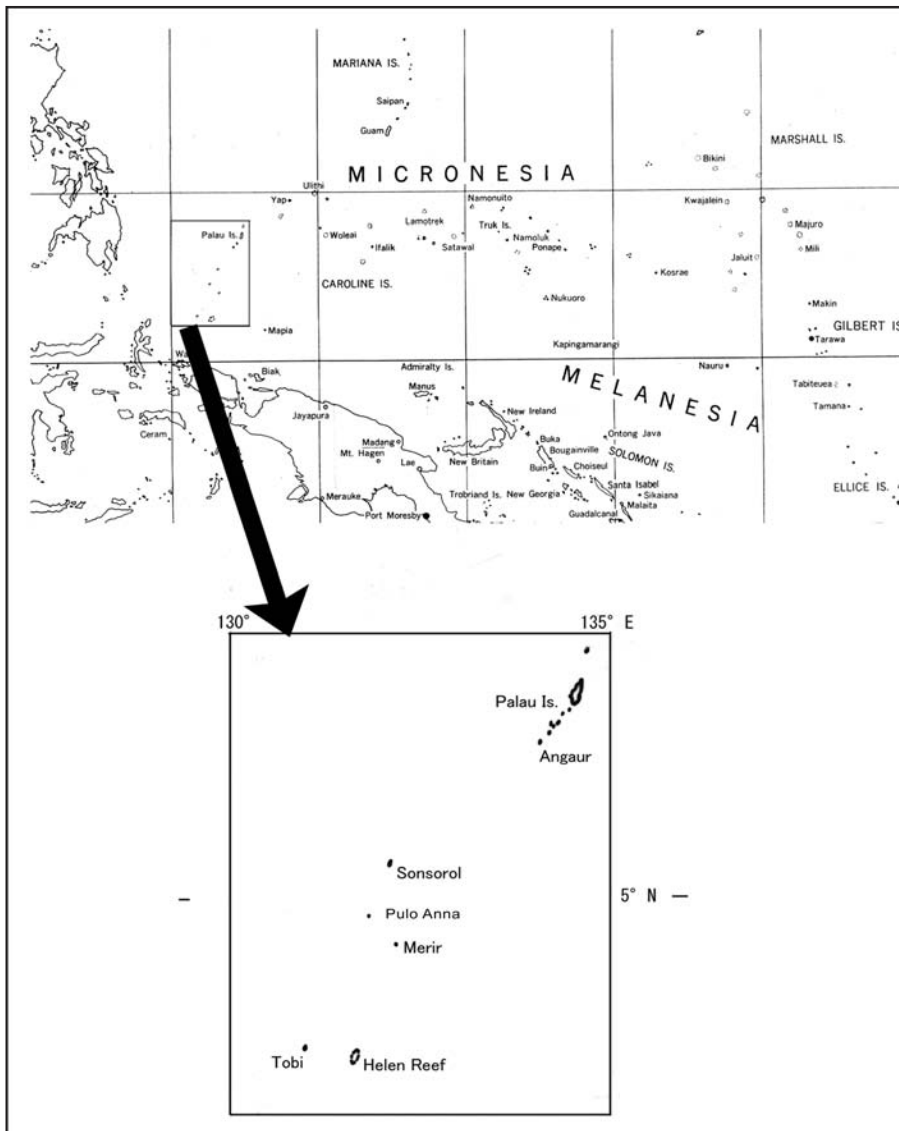 MARIANA IS.
Saipan
Guam
MARSHALL IS.
Bikini
MICRONESIA
Ulithi
Yap
Namonuito
Kwajalein
Lamotrek
Truk Is.
Majuro
Palau Is.
Woleai
Namoluk
Ifalik
Satawal
Ponape
Mili
Jaluit
Kosrae
CAROLINE IS.
Nukuoro
Makin
GILBERT IS
Mapia
Tarawa
Kapingamarangi
Wa
Admiralty Is.
Nauru
Biak
MELANESIA
Manus
Tabiteuea
Jayapura
New Ireland
Tamana
Ceram
Madang
Buka
Ontong Java
Mt. Hagen
Bougainville
SOLOMON IS.
Lae
New Britain
Buin
Choiseul
Santa Isabel
ELLICE IS.
Merauke
Trobriand Is.
New Georgia
Sikaiana
Malaita
Port Moresby
Guadalcanal
130°
135° E
Palau Is.
Angaur
Sonsorol
5° N
Pulo Anna
Merir
Tobi
Helen Reef